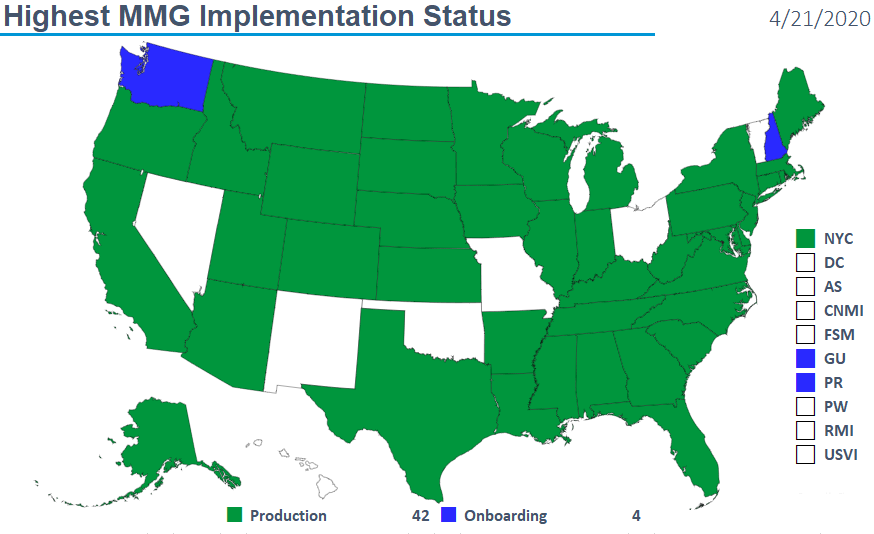 Highest MMG Implementation Status
4/21/2020
NYC
DC
AS
CNMI
FSM
GU
PR
PW
RMI
USVI
Production 42 Onboarding 4